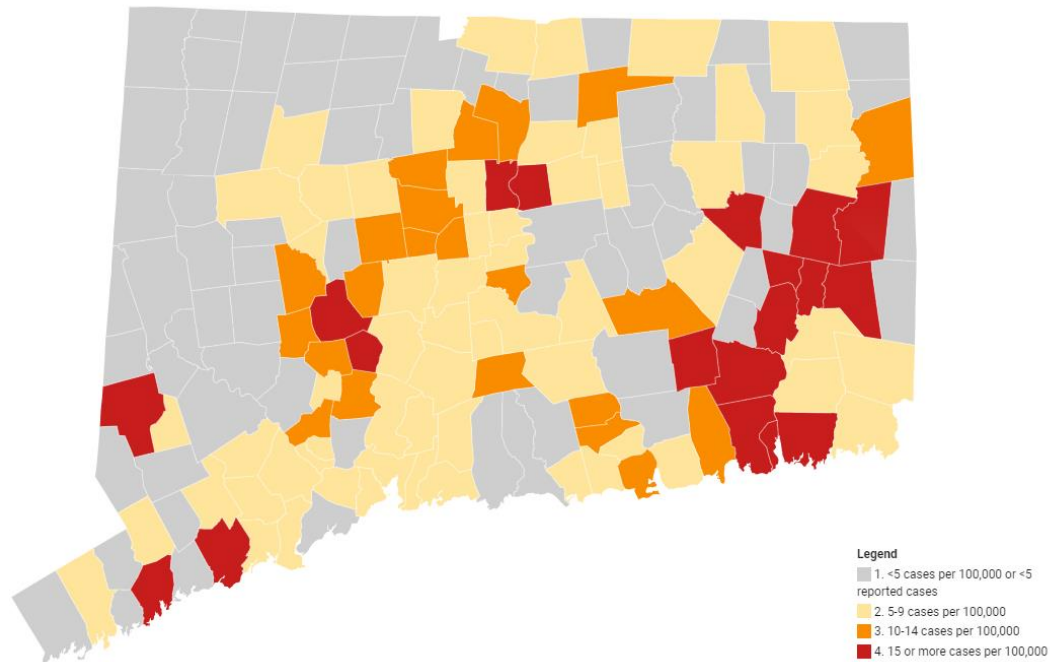 Legend
1. <5 cases per 100,000 or <5
reported cases
2. 5-9 cases per 100,000
3. 10-14 cases per 100,000
4. 15 or more cases per 100,000